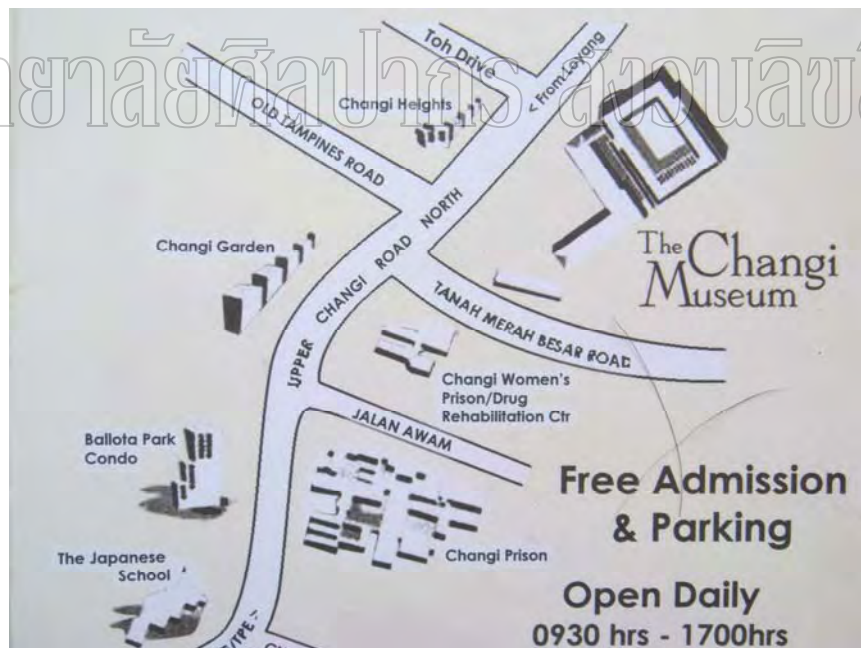 Toh Drive
< From Loyang
Changi Heights
OLD TAMPINES ROAD
UPPER CHANGI ROAD NORTH
Changi Garden
The Changi
Museum
TANAH MERAH BESAR ROAD
Changi Women's
Prison/Drug
Rehabilitation Ctr
JALAN AWAM
Ballota Park
Condo
Free Admission
& Parking
Changi Prison
The Japanese
School
Open Daily
0930 hrs - 1700hrs
/TPE >